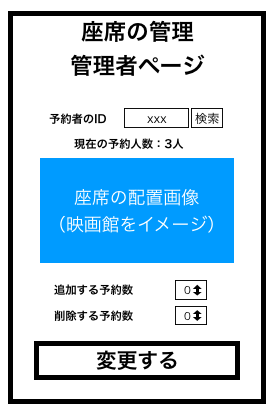 座席の管理
管理者ページ
予約者のID xxx 検索
現在の予約人数：3人
座席の配置画像
（映画館をイメージ）
追加する予約数 0
削除する予約数 0
変更する